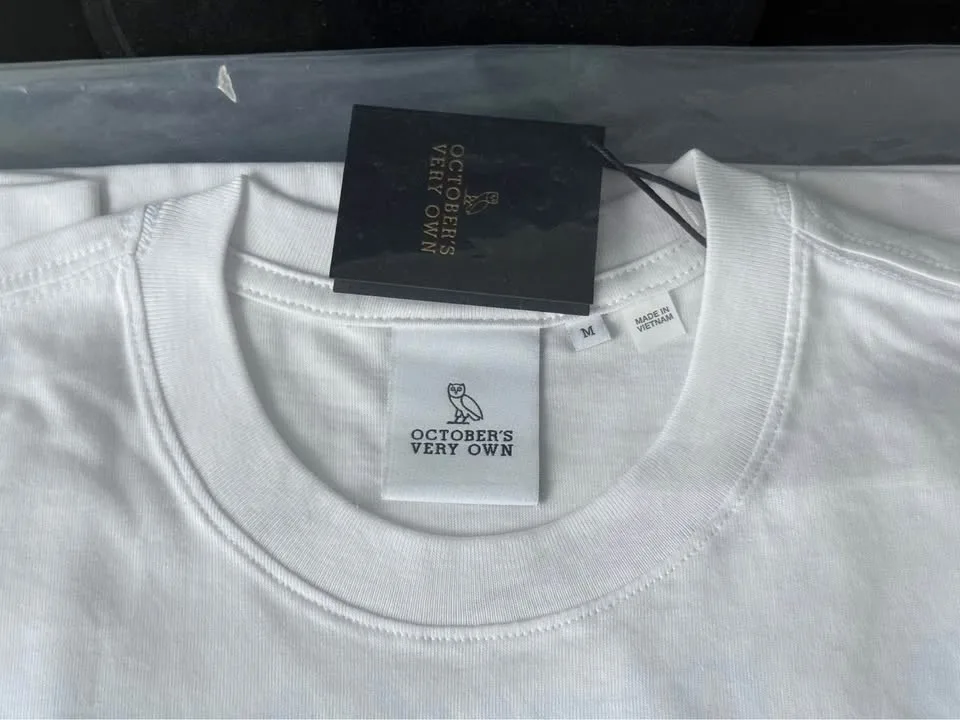 OCTOBER'S
VERY OWN
M
MADE IN
VIETNAM
OCTOBER'S
VERY OWN